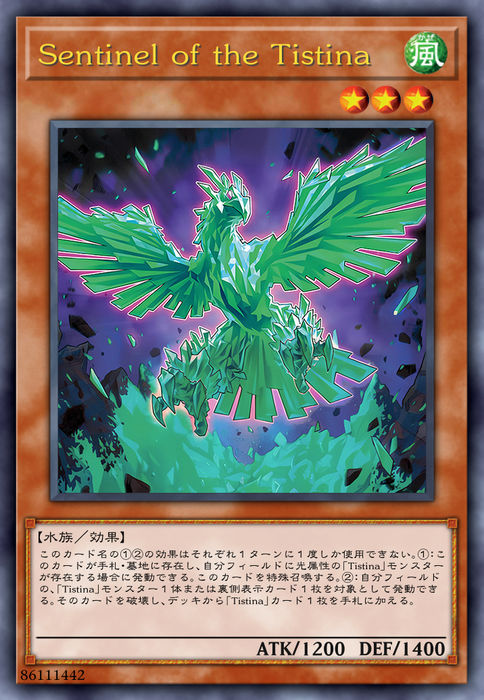 Sentinel of the Tistina
かぜ
風
【水族／効果】
このカード名の①②の効果はそれぞれ１ターンに１度しか使用できない。①：こ
のカードが手札・墓地に存在し、自分フィールドに光属性の「Tistina」モンスター
が存在する場合に発動できる。このカードを特殊召喚する。②：自分フィールド
の、「Tistina」モンスター１体または裏側表示カード１枚を対象として発動でき
る。そのカードを破壊し、デッキから「Tistina」カード１枚を手札に加える。
ATK/1200 DEF/1400
86111442